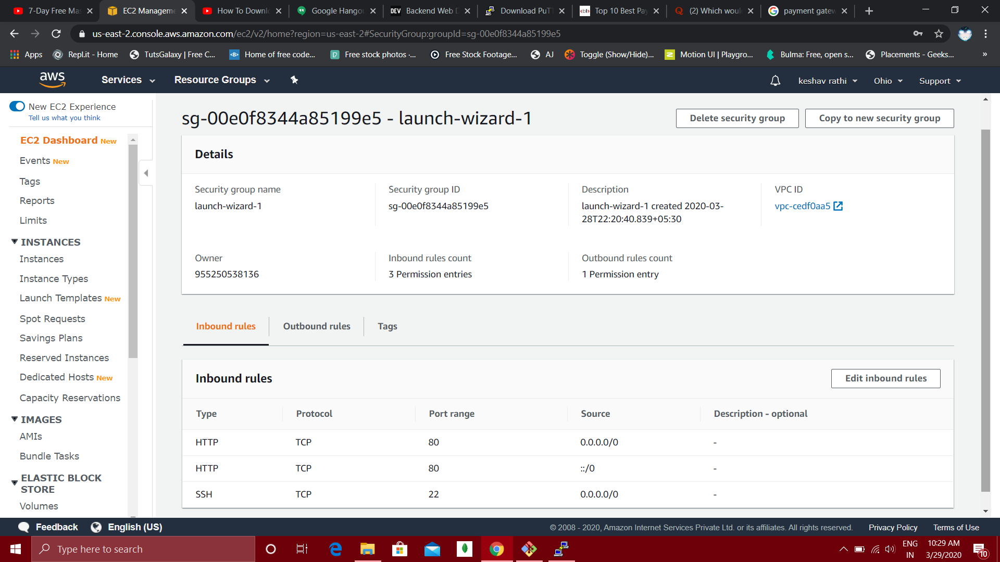 7-Day Free Mas
EC2 Managem
How To Downl
Google Hangou
DEV Backend Web D
Download PuT
Top 10 Best Pay
(2) Which woul
payment gatew
us-east-2.console.aws.amazon.com/ec2/v2/home?region=us-east-2#SecurityGroup:groupId=sg-00e0f8344a85199e5
Apps
Repl.it - Home
TutsGalaxy | Free C...
Home of free code...
Free stock photos ·...
Free Stock Footage...
AJ
Toggle (Show/Hide)...
Motion UI | Playgro...
Bulma: Free, open s...
Placements - Geeks...
»
aws
Services
Resource Groups
keshav rathi
Ohio
Support
New EC2 Experience
Tell us what you think
EC2 Dashboard New
Events New
Tags
Reports
Limits
INSTANCES
Instances
Instance Types
Launch Templates New
Spot Requests
Savings Plans
Reserved Instances
Dedicated Hosts New
Capacity Reservations
IMAGES
AMIs
Bundle Tasks
ELASTIC BLOCK
STORE
Volumes
sg-00e0f8344a85199e5 - launch-wizard-1
Delete security group
Copy to new security group
Details
Security group name
launch-wizard-1
Security group ID
sg-00e0f8344a85199e5
Description
launch-wizard-1 created 2020-03-
28T22:20:40.839+05:30
VPC ID
vpc-cedf0aa5
Owner
955250538136
Inbound rules count
3 Permission entries
Outbound rules count
1 Permission entry
Inbound rules
Outbound rules
Tags
Inbound rules
Edit inbound rules
Type Protocol Port range Source Description - optional
HTTP TCP 80 0.0.0.0/0 -
HTTP TCP 80 ::/0 -
SSH TCP 22 0.0.0.0/0 -
Feedback
English (US)
© 2008 - 2020, Amazon Internet Services Private Ltd. or its affiliates. All rights reserved.
Privacy Policy
Terms of Use
Type here to search
ENG
IN
10:29 AM
3/29/2020
10